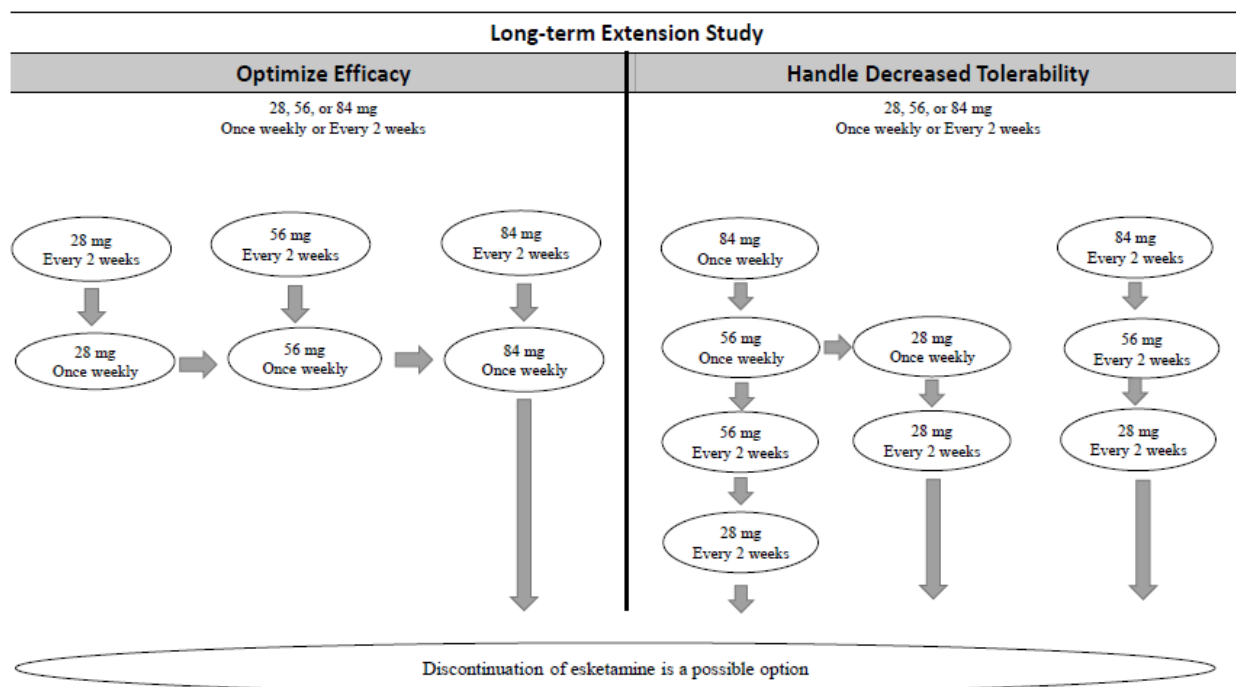 Long-term Extension Study
Optimize Efficacy
Handle Decreased Tolerability
28, 56, or 84 mg
Once weekly or Every 2 weeks
28, 56, or 84 mg
Once weekly or Every 2 weeks
28 mg
Every 2 weeks
56 mg
Every 2 weeks
84 mg
Every 2 weeks
28 mg
Once weekly
56 mg
Once weekly
84 mg
Once weekly
84 mg
Once weekly
84 mg
Every 2 weeks
56 mg
Once weekly
28 mg
Once weekly
56 mg
Every 2 weeks
56 mg
Every 2 weeks
28 mg
Every 2 weeks
28 mg
Every 2 weeks
28 mg
Every 2 weeks
Discontinuation of esketamine is a possible option